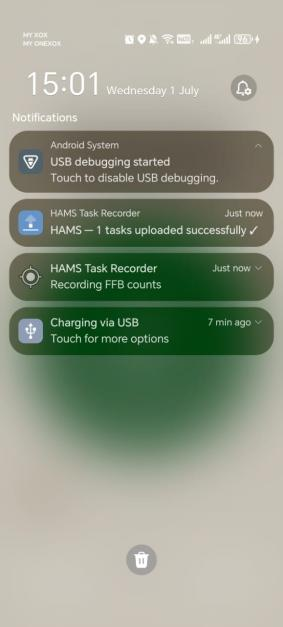 MY XOX
MY ONEXOX
96
15:01 Wednesday 1 July
Notifications
Android System
USB debugging started
Touch to disable USB debugging.
HAMS Task Recorder Just now
HAMS — 1 tasks uploaded successfully ✓
HAMS Task Recorder Just now
Recording FFB counts
Charging via USB 7 min ago
Touch for more options